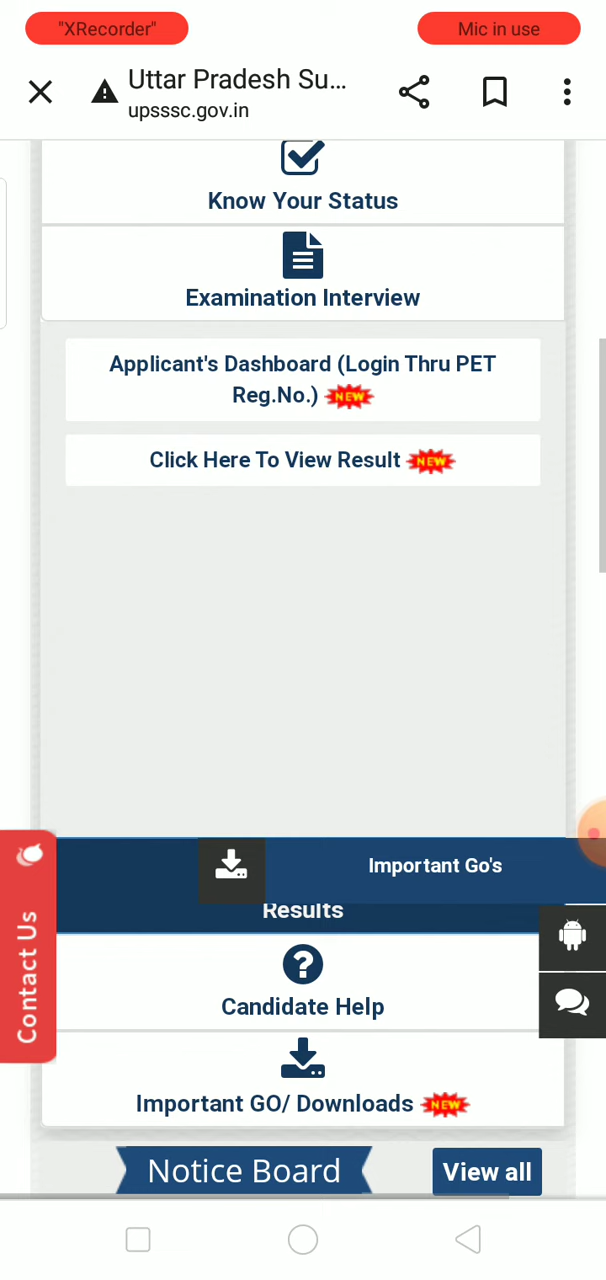 "XRecorder"
Mic in use
Uttar Pradesh Su...
upsssc.gov.in
Know Your Status
Examination Interview
Applicant's Dashboard (Login Thru PET
Reg.No.) NEW
Click Here To View Result NEW
Important Go's
Results
Contact Us
Candidate Help
Important GO/ Downloads NEW
Notice Board
View all